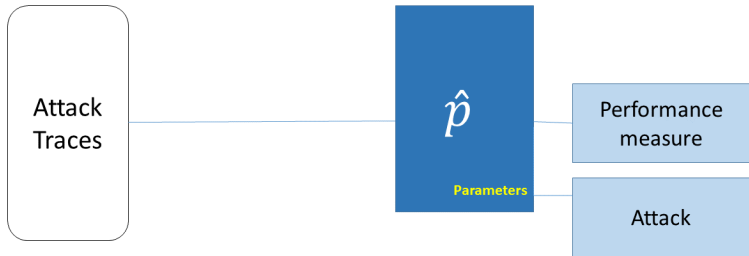 Attack
Traces
p̂
Performance
measure
Parameters
Attack